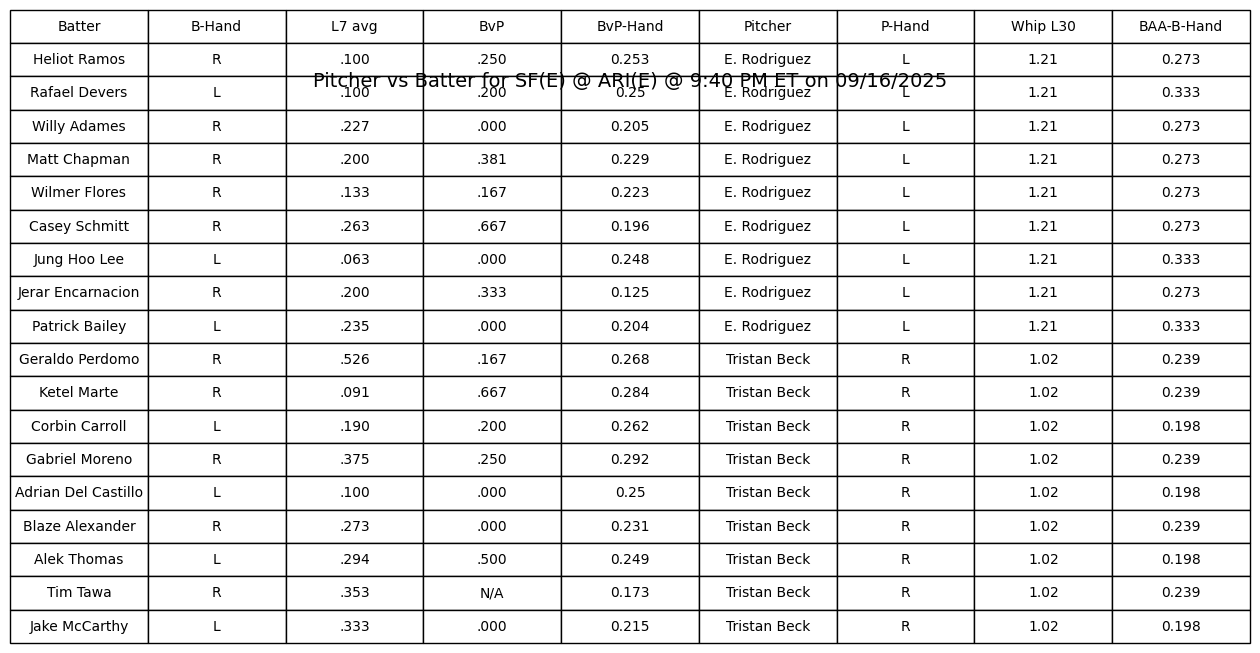 Batter B-Hand L7 avg BvP BvP-Hand Pitcher P-Hand Whip L30 BAA-B-Hand
Heliot Ramos R .100 .250 0.253 E. Rodriguez L 1.21 0.273
Pitcher vs Batter for SF(E) @ ARI(E) @ 9:40 PM ET on 09/16/2025
Rafael Devers L .100 .200 0.25 E. Rodriguez L 1.21 0.333
Willy Adames R .227 .000 0.205 E. Rodriguez L 1.21 0.273
Matt Chapman R .200 .381 0.229 E. Rodriguez L 1.21 0.273
Wilmer Flores R .133 .167 0.223 E. Rodriguez L 1.21 0.273
Casey Schmitt R .263 .667 0.196 E. Rodriguez L 1.21 0.273
Jung Hoo Lee L .063 .000 0.248 E. Rodriguez L 1.21 0.333
Jerar Encarnacion R .200 .333 0.125 E. Rodriguez L 1.21 0.273
Patrick Bailey L .235 .000 0.204 E. Rodriguez L 1.21 0.333
Geraldo Perdomo R .526 .167 0.268 Tristan Beck R 1.02 0.239
Ketel Marte R .091 .667 0.284 Tristan Beck R 1.02 0.239
Corbin Carroll L .190 .200 0.262 Tristan Beck R 1.02 0.198
Gabriel Moreno R .375 .250 0.292 Tristan Beck R 1.02 0.239
Adrian Del Castillo L .100 .000 0.25 Tristan Beck R 1.02 0.198
Blaze Alexander R .273 .000 0.231 Tristan Beck R 1.02 0.239
Alek Thomas L .294 .500 0.249 Tristan Beck R 1.02 0.198
Tim Tawa R .353 N/A 0.173 Tristan Beck R 1.02 0.239
Jake McCarthy L .333 .000 0.215 Tristan Beck R 1.02 0.198